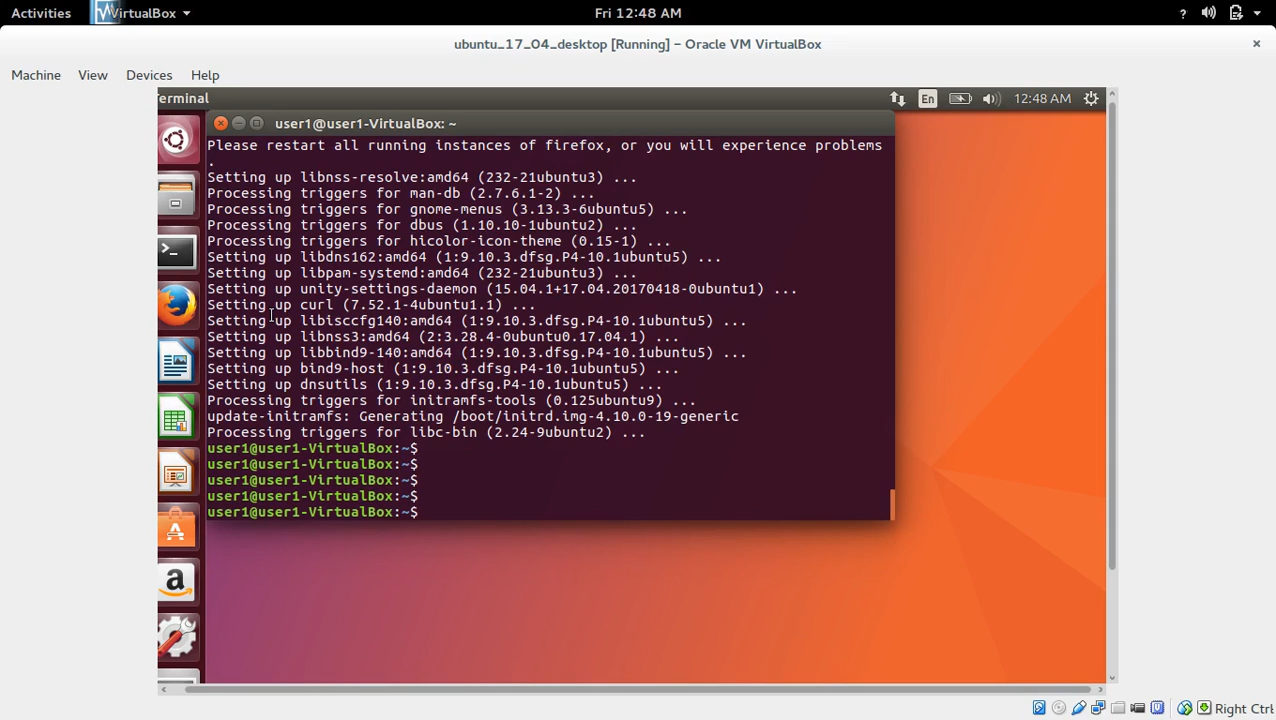 Activities VirtualBox Fri 12:48 AM ?
ubuntu_17_04_desktop [Running] – Oracle VM VirtualBox
Machine View Devices Help
Terminal En 12:48 AM
user1@user1-VirtualBox: ~
Please restart all running instances of firefox, or you will experience problems
.
Setting up libnss-resolve:amd64 (232-21ubuntu3) ...
Processing triggers for man-db (2.7.6.1-2) ...
Processing triggers for gnome-menus (3.13.3-6ubuntu5) ...
Processing triggers for dbus (1.10.10-1ubuntu2) ...
Processing triggers for hicolor-icon-theme (0.15-1) ...
Setting up libdns162:amd64 (1:9.10.3.dfsg.P4-10.1ubuntu5) ...
Setting up libpam-systemd:amd64 (232-21ubuntu3) ...
Setting up unity-settings-daemon (15.04.1+17.04.20170418-0ubuntu1) ...
Setting up curl (7.52.1-4ubuntu1.1) ...
Setting up libisccfg140:amd64 (1:9.10.3.dfsg.P4-10.1ubuntu5) ...
Setting up libnss3:amd64 (2:3.28.4-0ubuntu0.17.04.1) ...
Setting up libbind9-140:amd64 (1:9.10.3.dfsg.P4-10.1ubuntu5) ...
Setting up bind9-host (1:9.10.3.dfsg.P4-10.1ubuntu5) ...
Setting up dnsutils (1:9.10.3.dfsg.P4-10.1ubuntu5) ...
Processing triggers for initramfs-tools (0.125ubuntu9) ...
update-initramfs: Generating /boot/initrd.img-4.10.0-19-generic
Processing triggers for libc-bin (2.24-9ubuntu2) ...
user1@user1-VirtualBox:~$
user1@user1-VirtualBox:~$
user1@user1-VirtualBox:~$
user1@user1-VirtualBox:~$
user1@user1-VirtualBox:~$
Right Ctrl